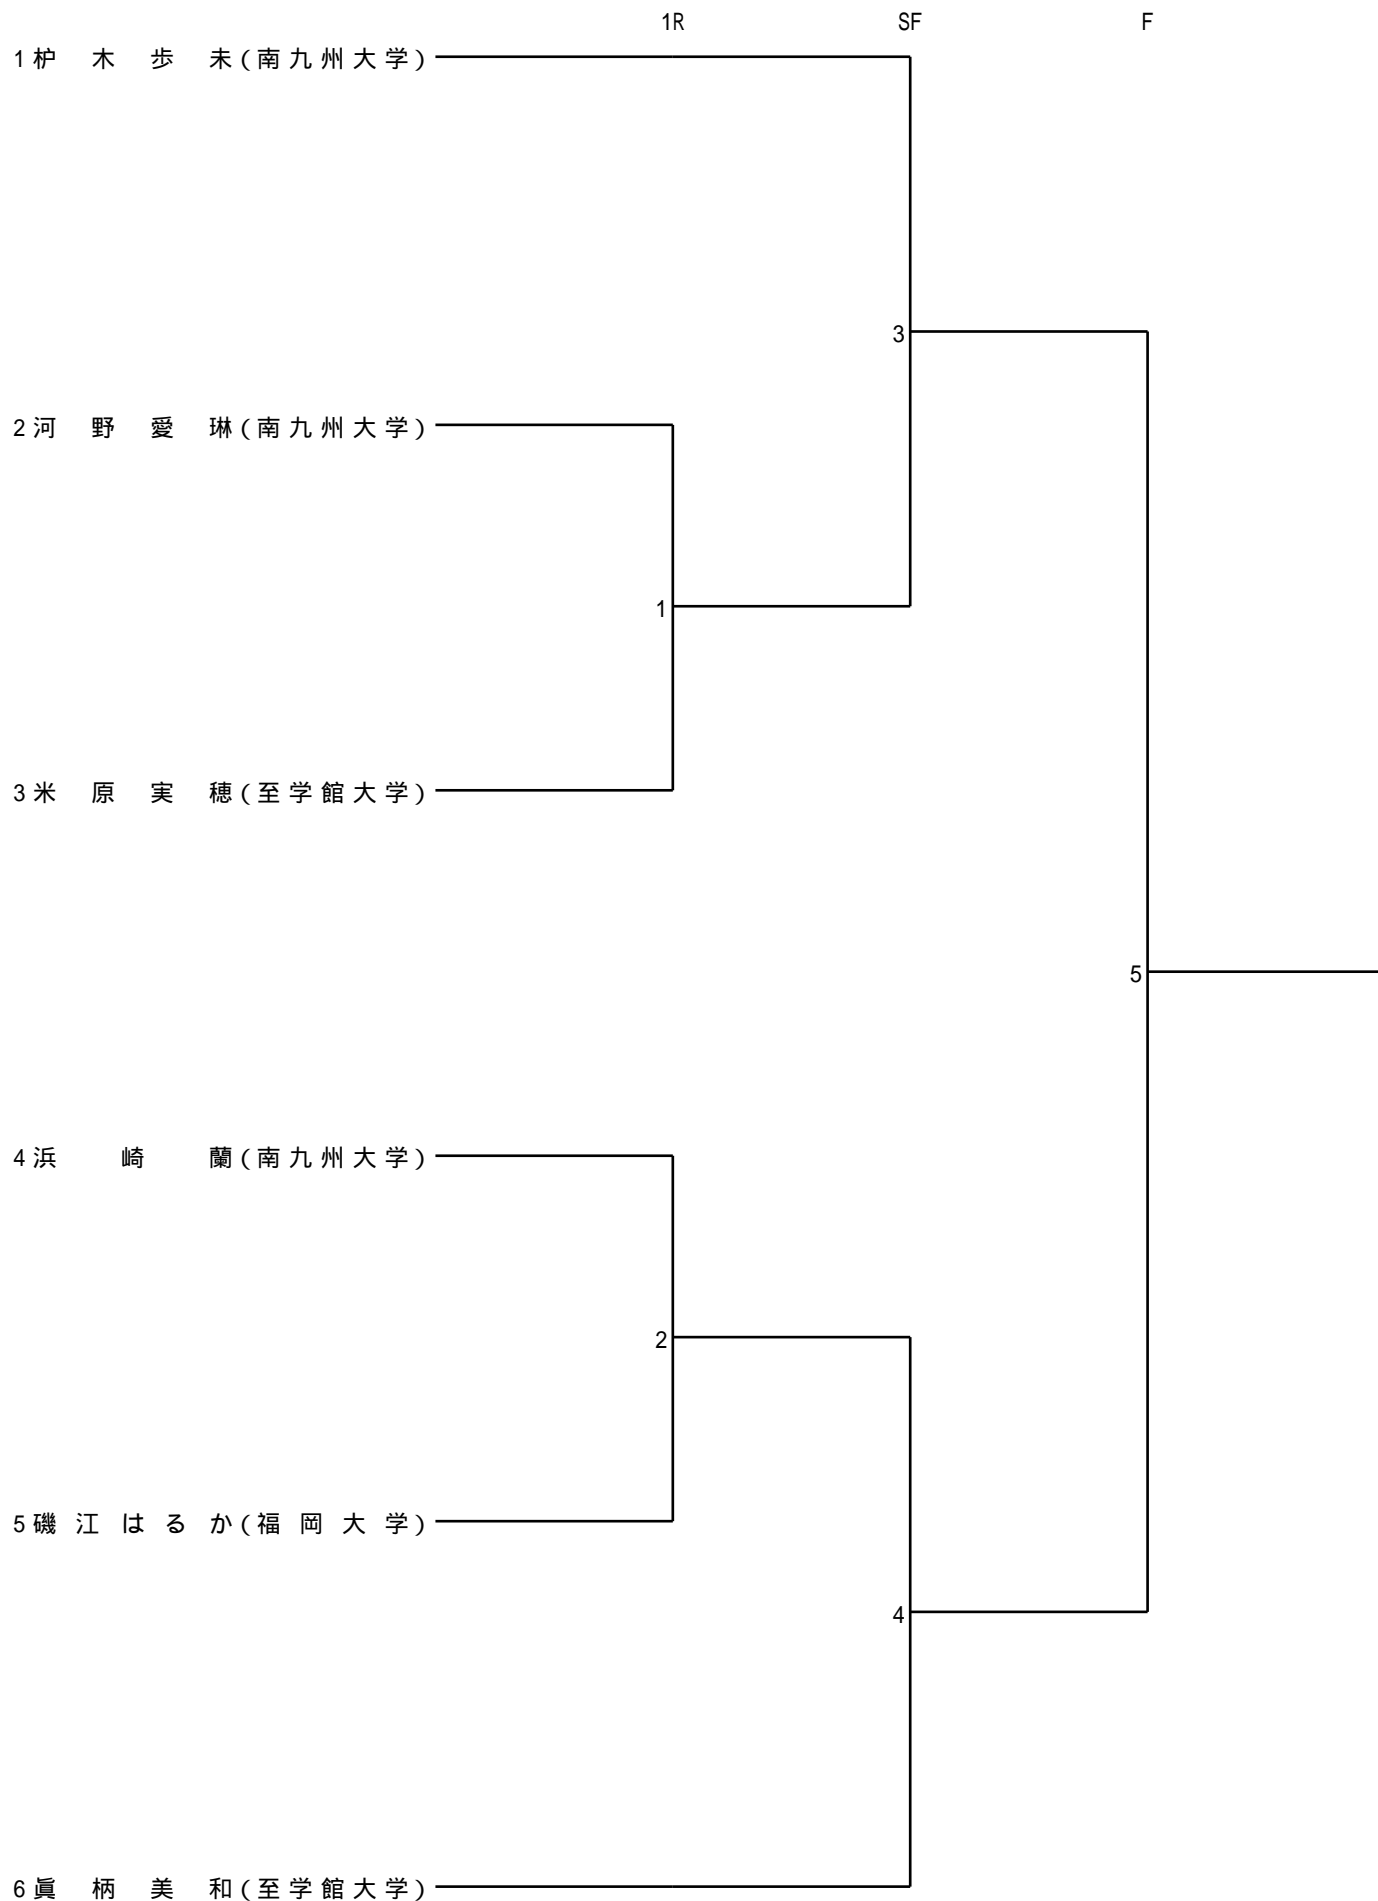 1R SF F
1 枦木歩未(南九州大学)
3
2 河野愛琳(南九州大学)
1
3 米原実穂(至学館大学)
5
4 浜崎蘭(南九州大学)
2
5 磯江はるか(福岡大学)
4
6 眞柄美和(至学館大学)